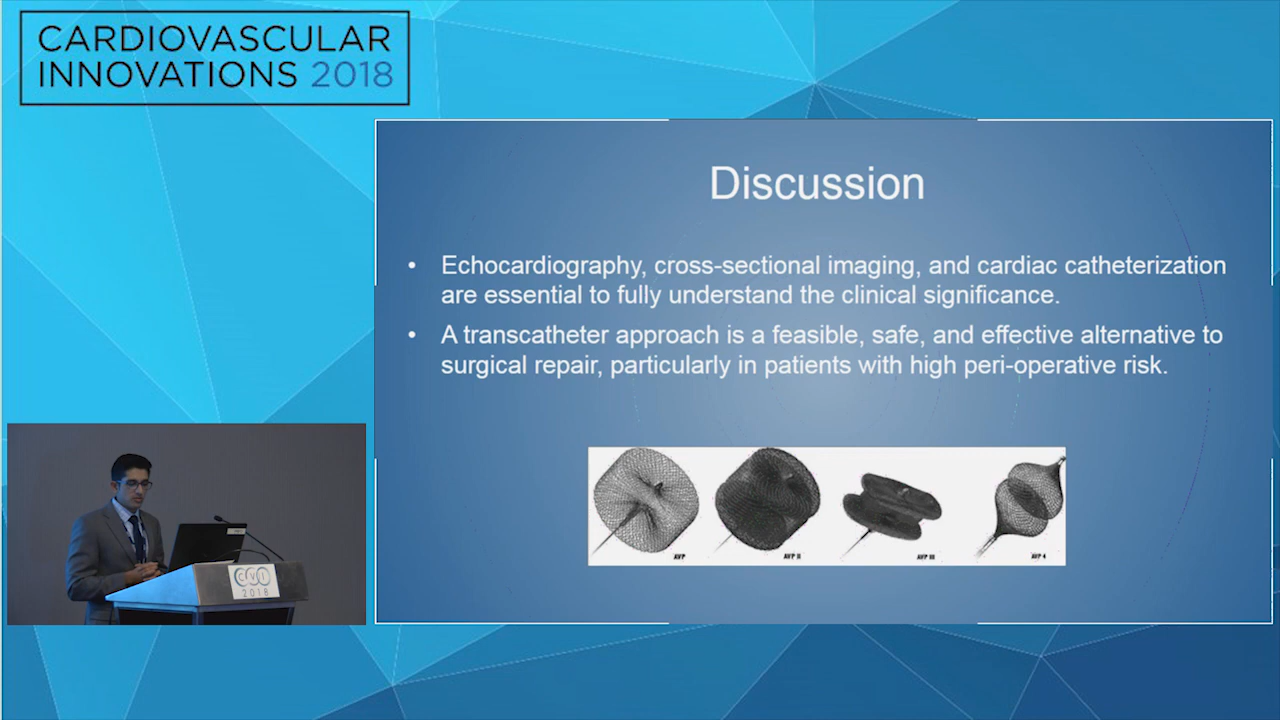 CARDIOVASCULAR
INNOVATIONS 2018
Discussion
• Echocardiography, cross-sectional imaging, and cardiac catheterization
are essential to fully understand the clinical significance.
• A transcatheter approach is a feasible, safe, and effective alternative to
surgical repair, particularly in patients with high peri-operative risk.
AVP
AVP II
AVP III
AVP 4
CVI
2018